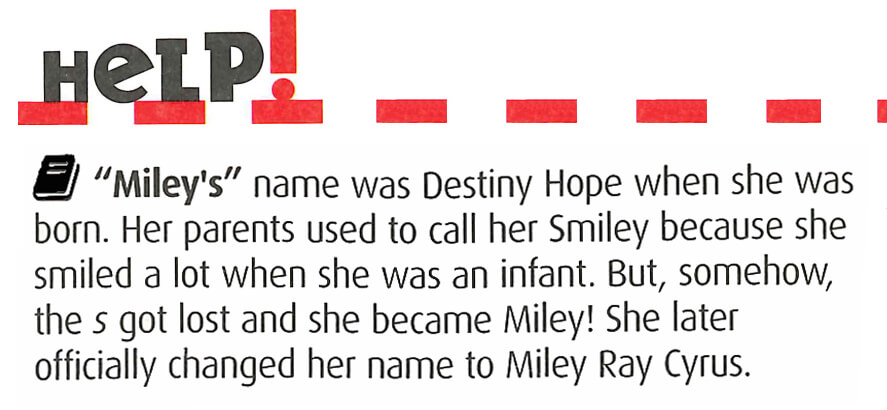 HeLP!
“Miley's” name was Destiny Hope when she was
born. Her parents used to call her Smiley because she
smiled a lot when she was an infant. But, somehow,
the s got lost and she became Miley! She later
officially changed her name to Miley Ray Cyrus.